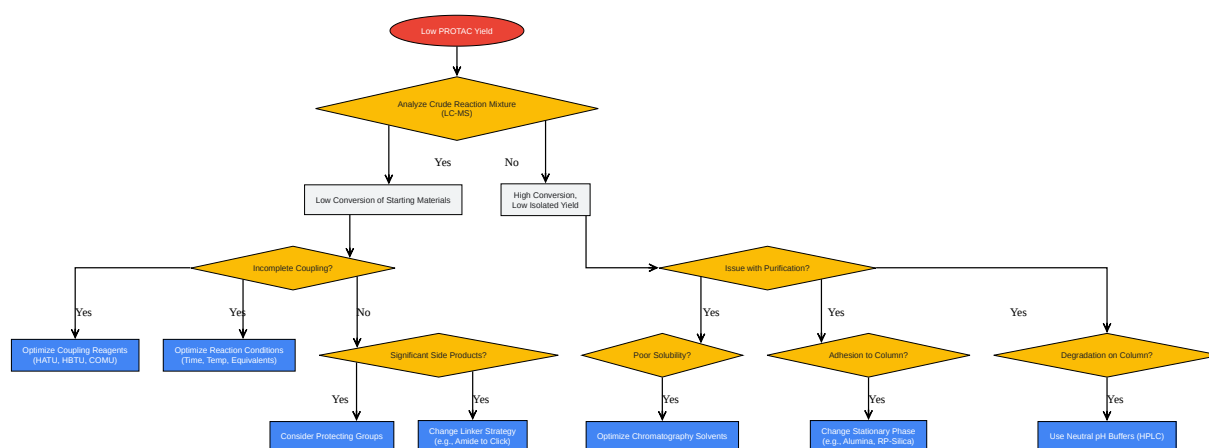 Low PROTAC Yield
Analyze Crude Reaction Mixture
(LC-MS)
Yes
No
Low Conversion of Starting Materials
High Conversion,
Low Isolated Yield
Incomplete Coupling?
Issue with Purification?
Yes
Yes
No
Yes
Yes
Yes
Optimize Coupling Reagents
(HATU, HBTU, COMU)
Optimize Reaction Conditions
(Time, Temp, Equivalents)
Significant Side Products?
Poor Solubility?
Adhesion to Column?
Degradation on Column?
Yes
Yes
Yes
Yes
Yes
Consider Protecting Groups
Change Linker Strategy
(e.g., Amide to Click)
Optimize Chromatography Solvents
Change Stationary Phase
(e.g., Alumina, RP-Silica)
Use Neutral pH Buffers (HPLC)